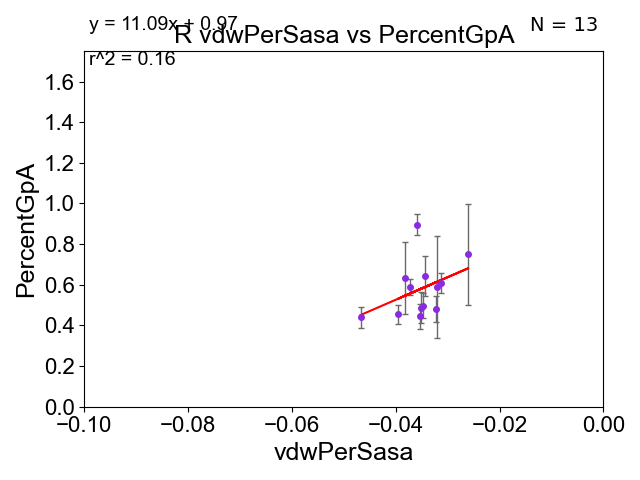 y = 11.09x + 0.97
N = 13
R vdwPerSasa vs PercentGpA
r^2 = 0.16
1.6
1.4
1.2
1.0
0.8
0.6
0.4
0.2
0.0
PercentGpA
−0.10 −0.08 −0.06 −0.04 −0.02 0.00
vdwPerSasa